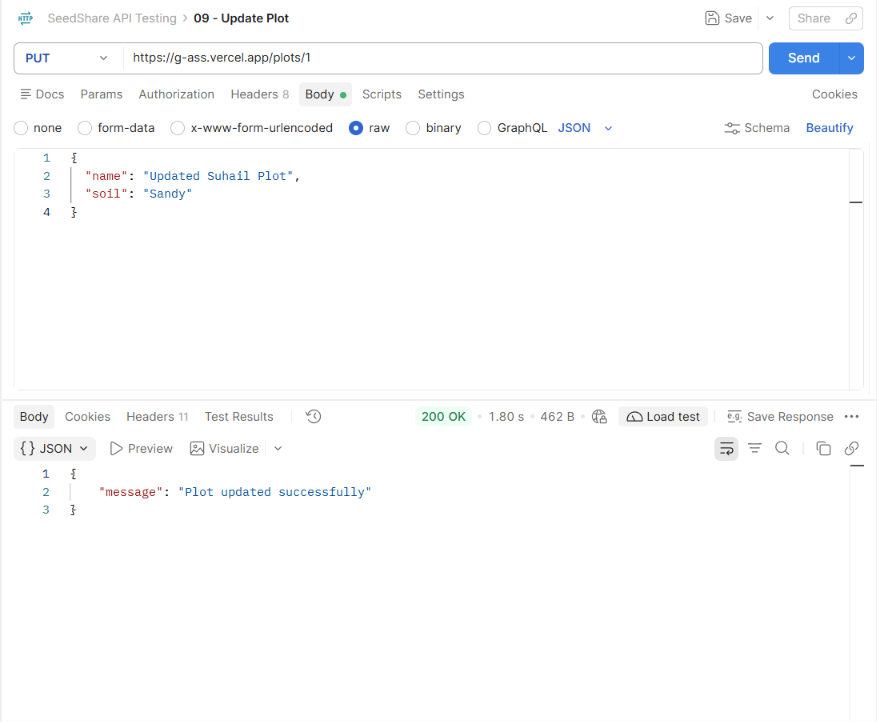 HTTP SeedShare API Testing > 09 - Update Plot Save Share
PUT https://g-ass.vercel.app/plots/1 Send
Docs Params Authorization Headers 8 Body Scripts Settings Cookies
none form-data x-www-form-urlencoded raw binary GraphQL JSON Schema Beautify
1 {
2 "name": "Updated Suhail Plot",
3 "soil": "Sandy"
4 }
Body Cookies Headers 11 Test Results 200 OK • 1.80 s • 462 B • Load test e.g. Save Response •••
{} JSON Preview Visualize
1 {
2 "message": "Plot updated successfully"
3 }